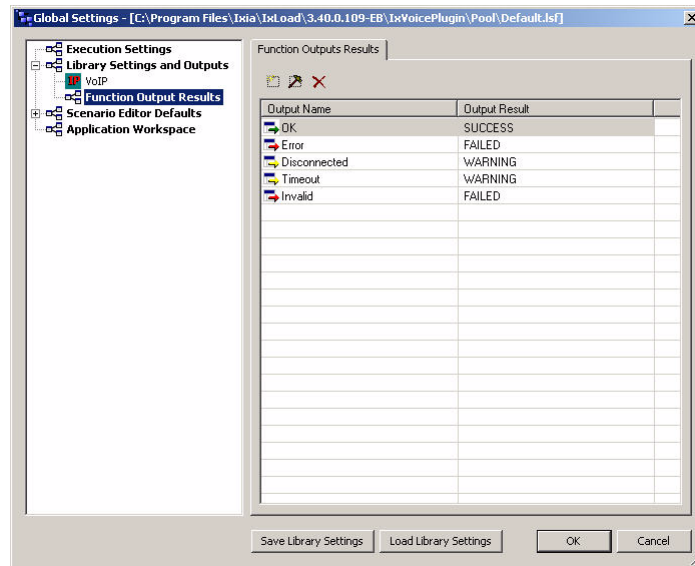 Global Settings - [C:\Program Files\Ixia\IxLoad\3.40.0.109-EB\IxVoicePlugin\Pool\Default.lsf]
Execution Settings
Library Settings and Outputs
IP VoIP
Function Output Results
Scenario Editor Defaults
Application Workspace
Function Outputs Results
Output Name Output Result
OK SUCCESS
Error FAILED
Disconnected WARNING
Timeout WARNING
Invalid FAILED
Save Library Settings Load Library Settings OK Cancel